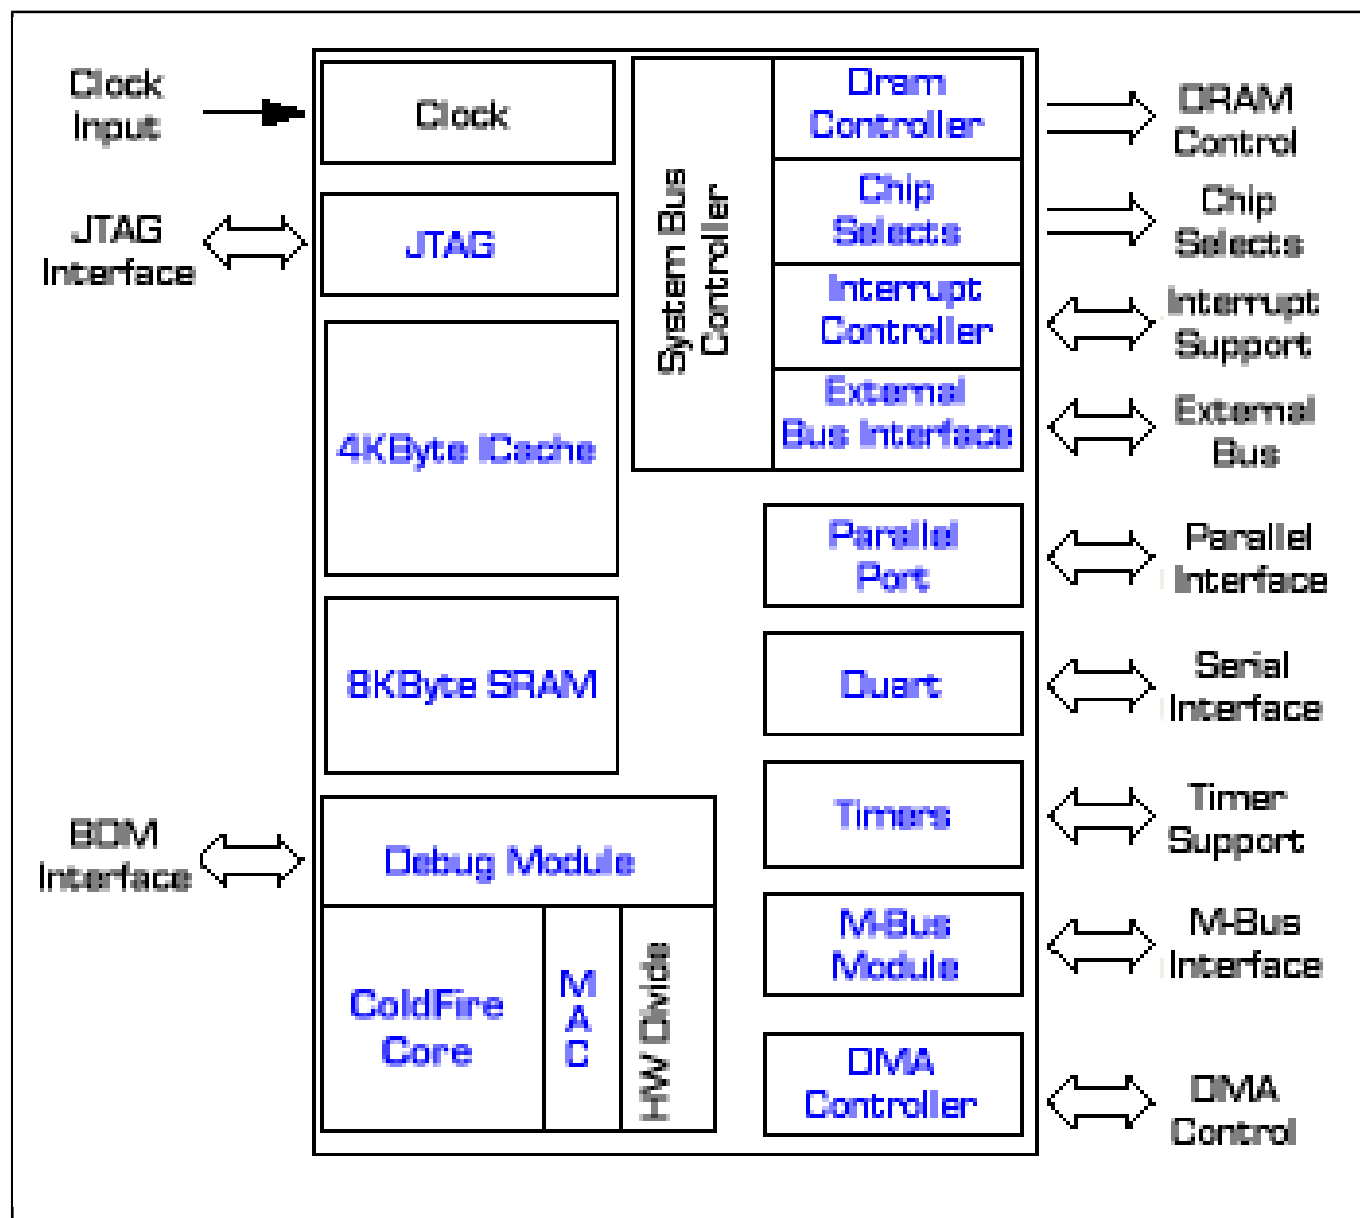 Clock
Input
Clock
JTAG
Interface
JTAG
4KByte ICache
8KByte SRAM
BDM
Interface
Debug Module
ColdFire
Core
MAC
HW Divide
System Bus
Controller
Dram
Controller
Chip
Selects
Interrupt
Controller
External
Bus Interface
Parallel
Port
Duart
Timers
M-Bus
Module
DMA
Controller
DRAM
Control
Chip
Selects
Interrupt
Support
External
Bus
Parallel
Interface
Serial
Interface
Timer
Support
M-Bus
Interface
DMA
Control